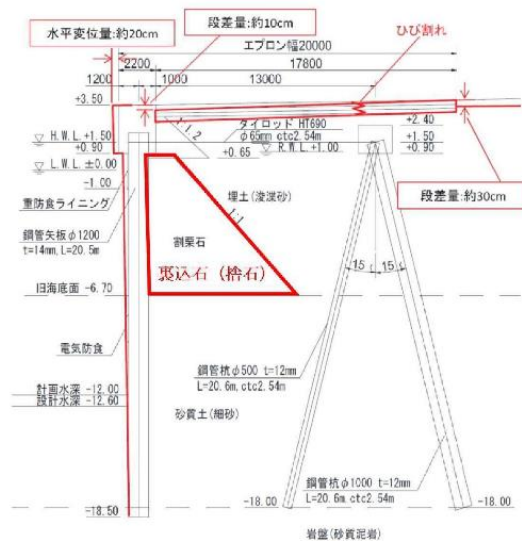 段差量:約10cm
水平変位量:約20cm
ひび割れ
エプロン幅20000
2200
17800
1200
1000
13000
+3.50
1:1.2
タイロッド HT690
φ65mm ctc2.54m
+2.40
H.W.L.+1.50
+0.90
+0.65
R.W.L.+1.00
+1.50
+0.90
L.W.L.±0.00
-1.00
段差量:約30cm
重防食ライニング
埋土(浚渫砂)
1:1
鋼管矢板φ1200
t=14mm, L=20.5m
割栗石
裏込石(捨石)
15
15
旧海底面 -6.70
電気防食
鋼管杭φ500 t=12mm
L=20.6m, ctc2.54m
計画水深 -12.00
設計水深 -12.60
砂質土(細砂)
鋼管杭φ1000 t=12mm
L=20.6m, ctc2.54m
-18.00
-18.00
-18.50
岩盤(砂質泥岩)